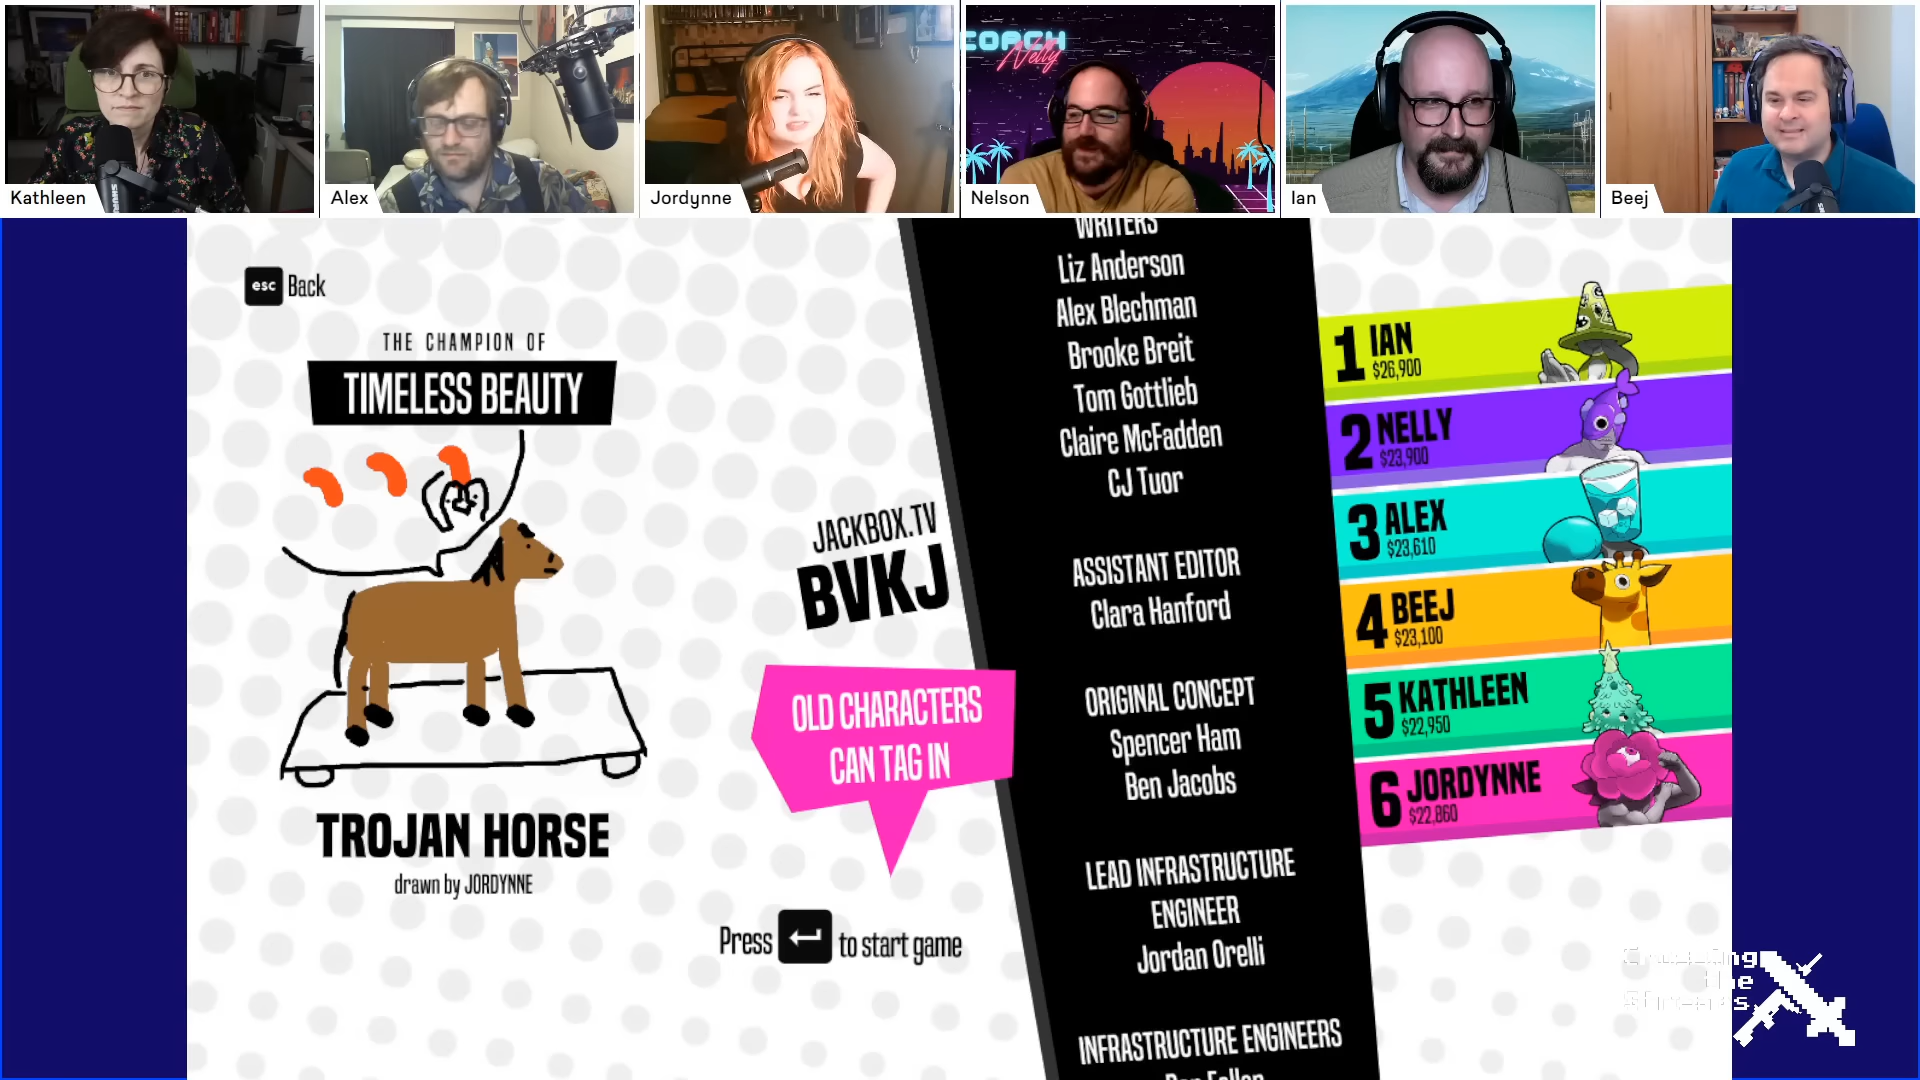 COACH
Nelly
Kathleen
Alex
Jordynne
Nelson
Ian
Beej
esc Back
THE CHAMPION OF
TIMELESS BEAUTY
TROJAN HORSE
drawn by JORDYNNE
JACKBOX.TV
BVKJ
OLD CHARACTERS
CAN TAG IN
Press to start game
WRITERS
Liz Anderson
Alex Blechman
Brooke Breit
Tom Gottlieb
Claire McFadden
CJ Tuor
ASSISTANT EDITOR
Clara Hanford
ORIGINAL CONCEPT
Spencer Ham
Ben Jacobs
LEAD INFRASTRUCTURE
ENGINEER
Jordan Orelli
INFRASTRUCTURE ENGINEERS
1 IAN
$26,900
2 NELLY
$23,900
3 ALEX
$23,610
4 BEEJ
$23,100
5 KATHLEEN
$22,950
6 JORDYNNE
$22,860
the